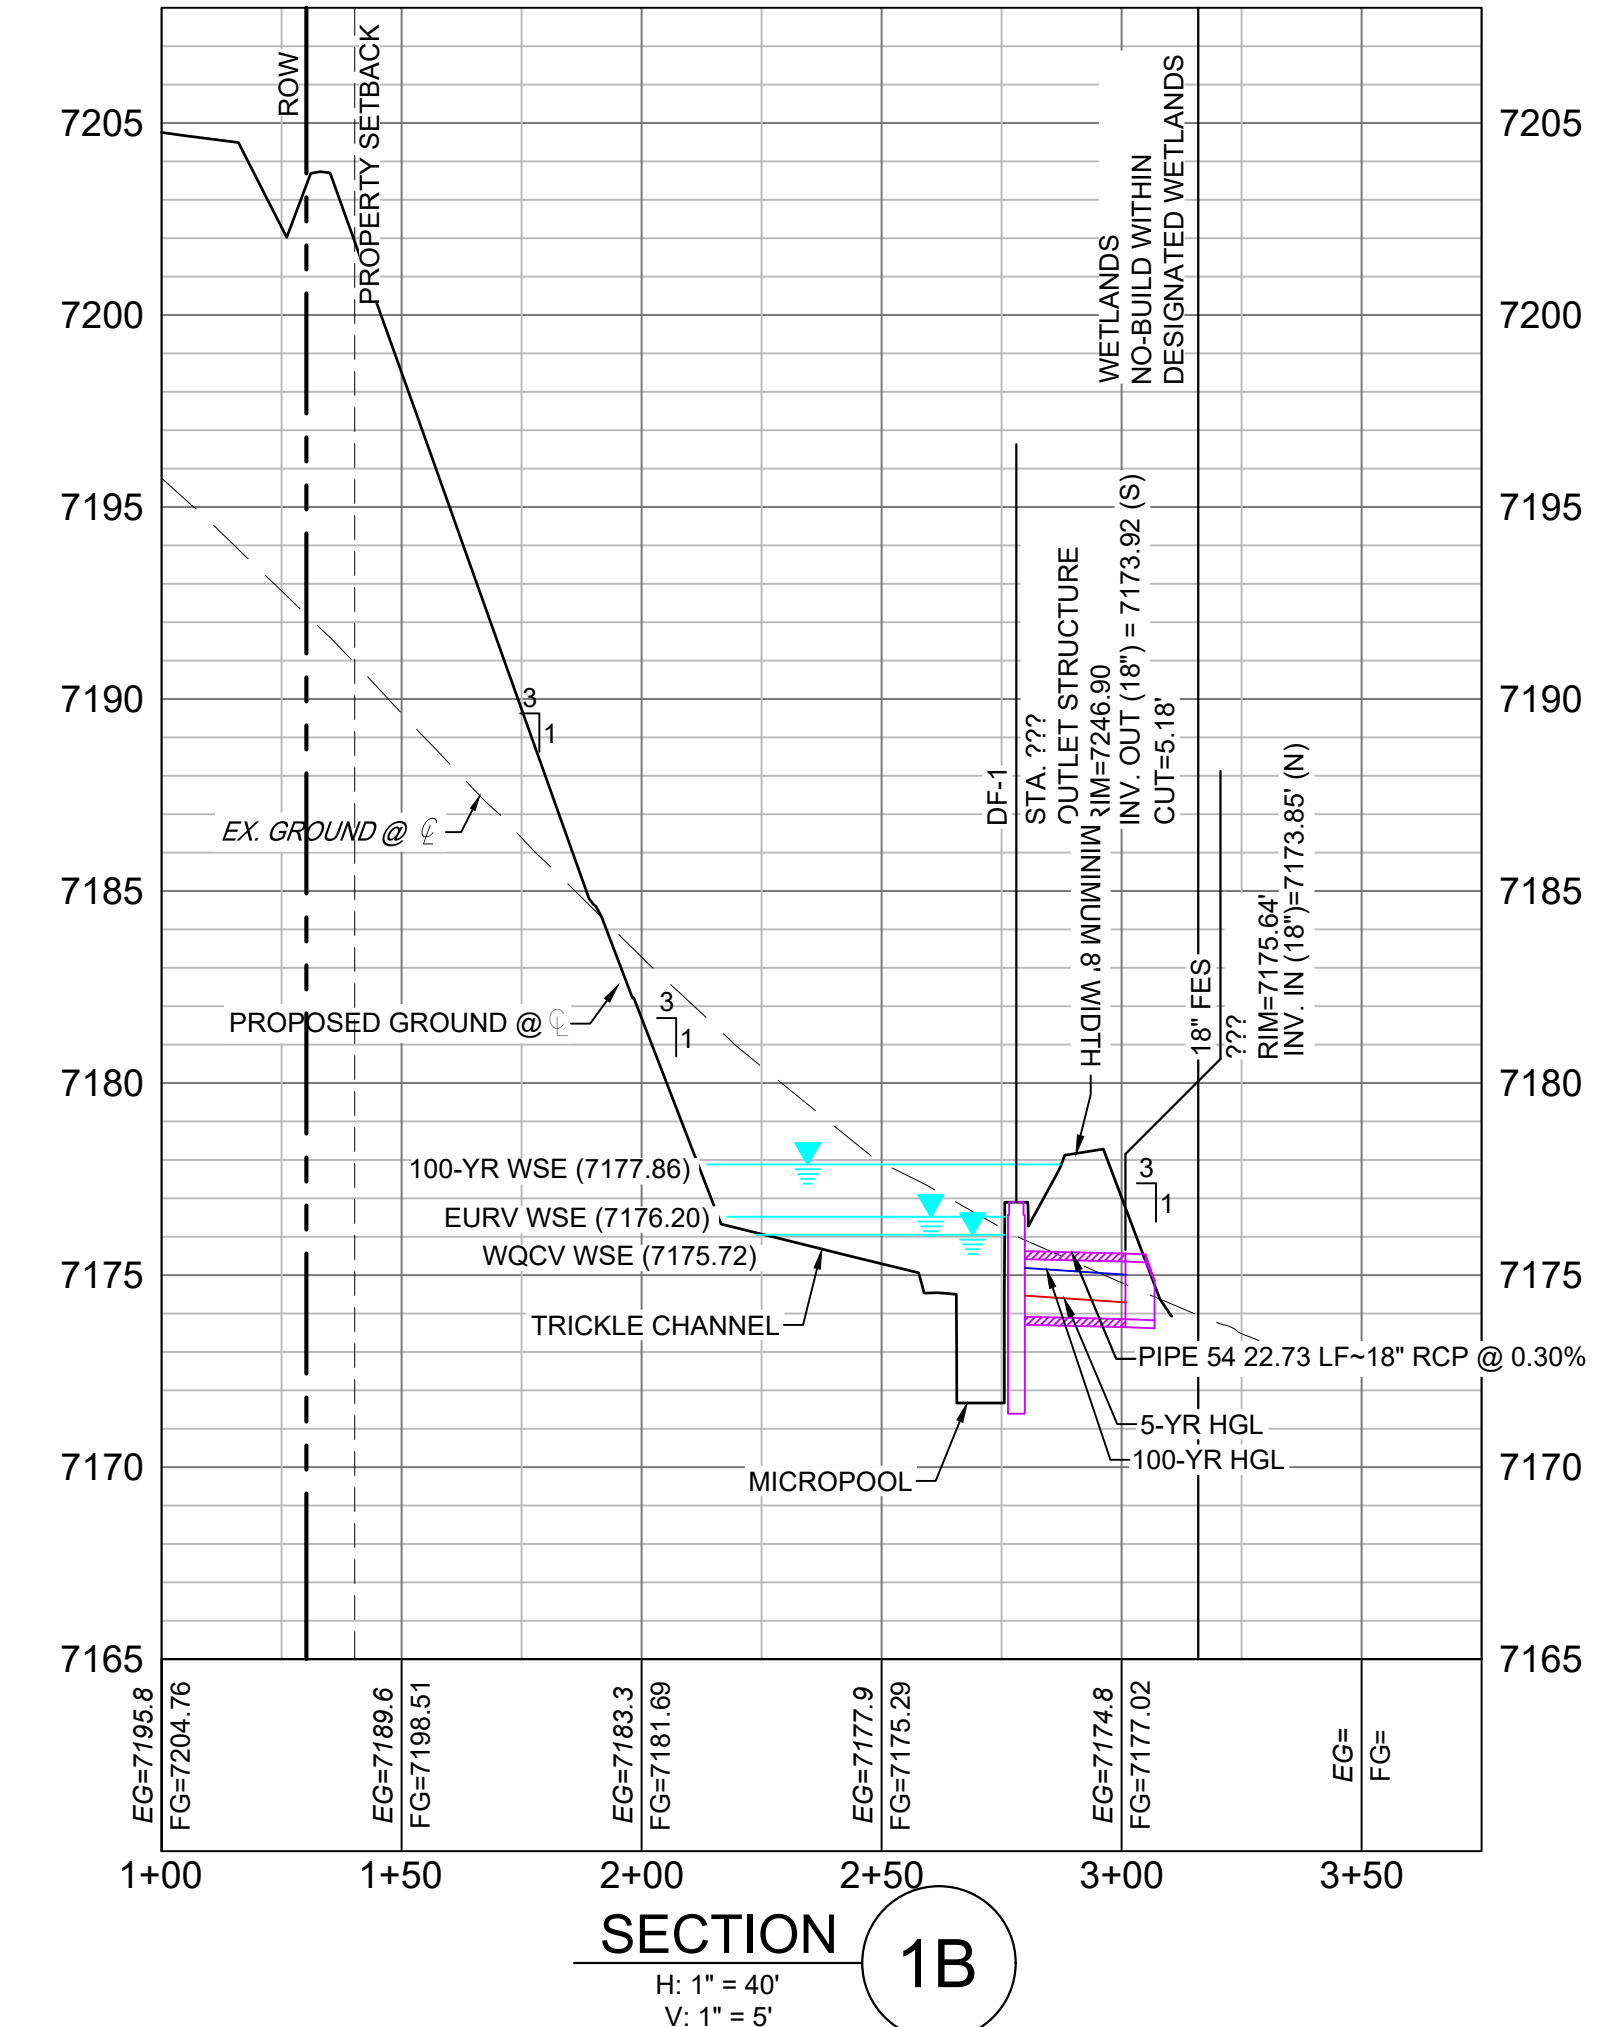 ROW
PROPERTY SETBACK
WETLANDS
NO-BUILD WITHIN
DESIGNATED WETLANDS
7205
7205
7200
7200
7195
7195
7190
7190
7185
7185
7180
7180
7175
7175
7170
7170
7165
7165
3
1
EX. GROUND @ ℄
PROPOSED GROUND @ ℄
3
1
DF-1
STA. ???
OUTLET STRUCTURE
RIM=7246.90
INV. OUT (18") = 7173.92 (S)
CUT=5.18'
MINIMUM 8' WIDTH
18" FES
???
RIM=7175.64'
INV. IN (18")=7173.85' (N)
3
1
100-YR WSE (7177.86)
EURV WSE (7176.20)
WQCV WSE (7175.72)
TRICKLE CHANNEL
PIPE 54 22.73 LF~18" RCP @ 0.30%
5-YR HGL
100-YR HGL
MICROPOOL
EG=7195.8
FG=7204.76
EG=7189.6
FG=7198.51
EG=7183.3
FG=7181.69
EG=7177.9
FG=7175.29
EG=7174.8
FG=7177.02
EG=
FG=
1+00
1+50
2+00
2+50
3+00
3+50
SECTION
1B
H: 1" = 40'
V: 1" = 5'